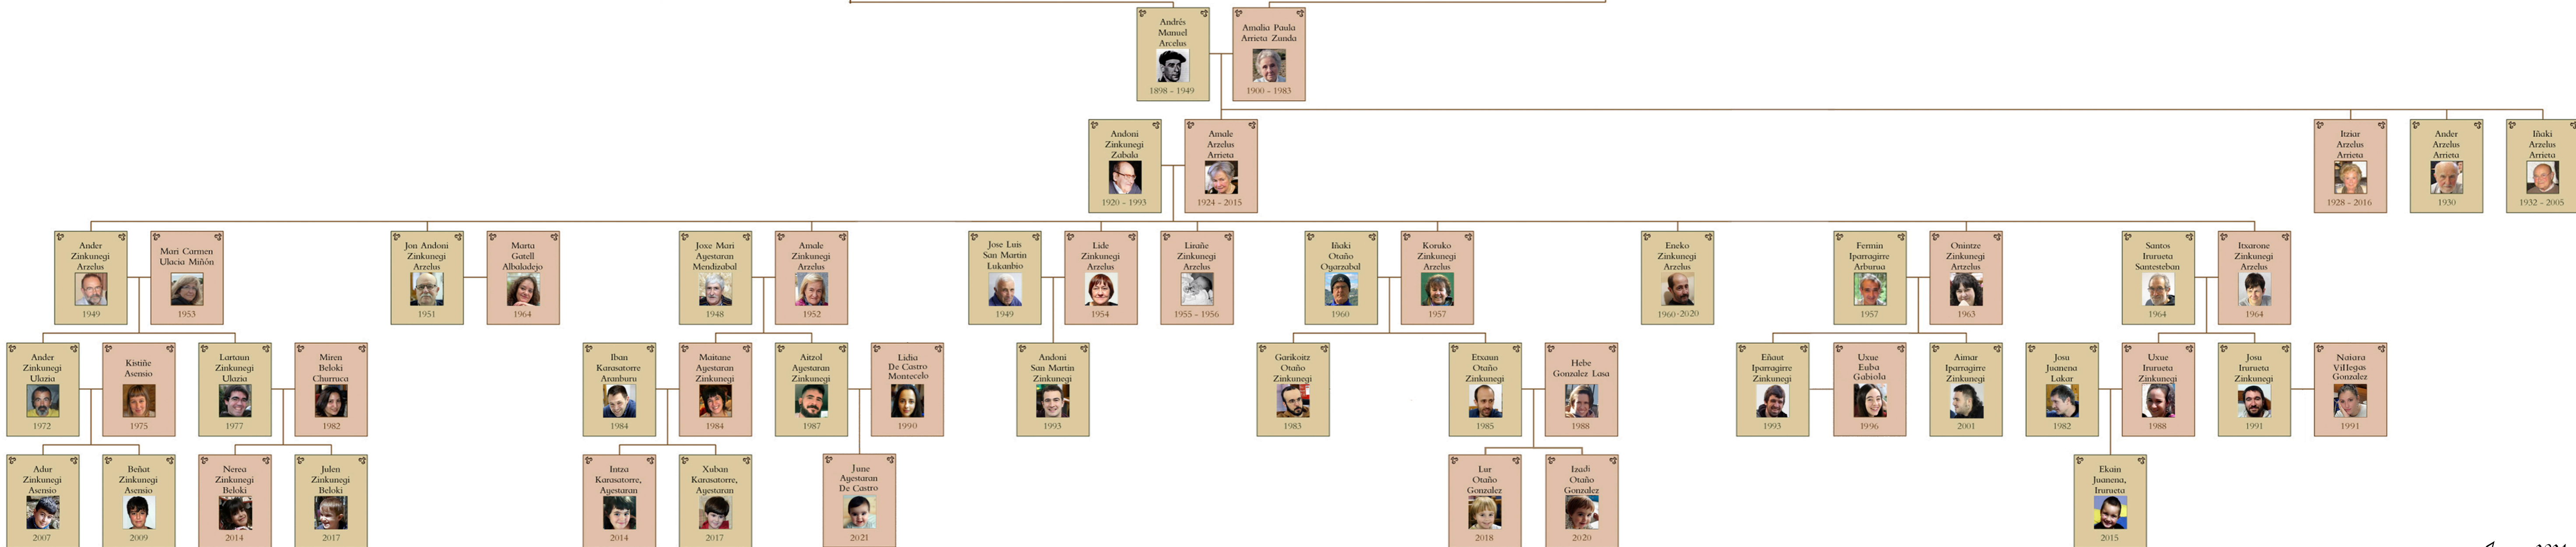 Andrés
Manuel
Arcelus
1898 - 1949
Amalia Paula
Arrieta Zunda
1900 - 1983
Andoni
Zinkunegi
Zabala
1920 - 1993
Amale
Arzelus
Arrieta
1924 - 2015
Itziar
Arzelus
Arrieta
1928 - 2016
Ander
Arzelus
Arrieta
1930
Iñaki
Arzelus
Arrieta
1932 - 2005
Ander
Zinkunegi
Arzelus
1949
Mari Carmen
Ulacia Miñón
1953
Jon Andoni
Zinkunegi
Arzelus
1951
Marta
Gatell
Albaladejo
1964
Joxe Mari
Ayestaran
Mendizabal
1948
Amale
Zinkunegi
Arzelus
1952
Jose Luis
San Martin
Lukanbio
1949
Lide
Zinkunegi
Arzelus
1954
Lirañe
Zinkunegi
Arzelus
1955 - 1956
Iñaki
Otaño
Oyarzabal
1960
Koruko
Zinkunegi
Arzelus
1957
Eneko
Zinkunegi
Arzelus
1960-2020
Fermin
Iparragirre
Arburua
1957
Onintze
Zinkunegi
Artzelus
1963
Santos
Irurueta
Santesteban
1964
Itxarone
Zinkunegi
Arzelus
1964
Ander
Zinkunegi
Ulazia
1972
Kistiñe
Asensio
1975
Lartaun
Zinkunegi
Ulazia
1977
Miren
Beloki
Churruca
1982
Iban
Karasatorre
Aranburu
1984
Maitane
Ayestaran
Zinkunegi
1984
Aitzol
Ayestaran
Zinkunegi
1987
Lidia
De Castro
Montecelo
1990
Andoni
San Martin
Zinkunegi
1993
Garikoitz
Otaño
Zinkunegi
1983
Etxaun
Otaño
Zinkunegi
1985
Hebe
Gonzalez Lasa
1988
Eñaut
Iparragirre
Zinkunegi
1993
Uxue
Euba
Gabiola
1996
Aimar
Iparragirre
Zinkunegi
2001
Josu
Juanena
Lakar
1982
Uxue
Irurueta
Zinkunegi
1988
Josu
Irurueta
Zinkunegi
1991
Naiara
Villegas
Gonzalez
1991
Adur
Zinkunegi
Asensio
2007
Beñat
Zinkunegi
Asensio
2009
Nerea
Zinkunegi
Beloki
2014
Julen
Zinkunegi
Beloki
2017
Intza
Karasatorre,
Ayestaran
2014
Xuban
Karasatorre,
Ayestaran
2017
June
Ayestaran
De Castro
2021
Lur
Otaño
Gonzalez
2018
Izadi
Otaño
Gonzalez
2020
Ekain
Juanena,
Irurueta
2015